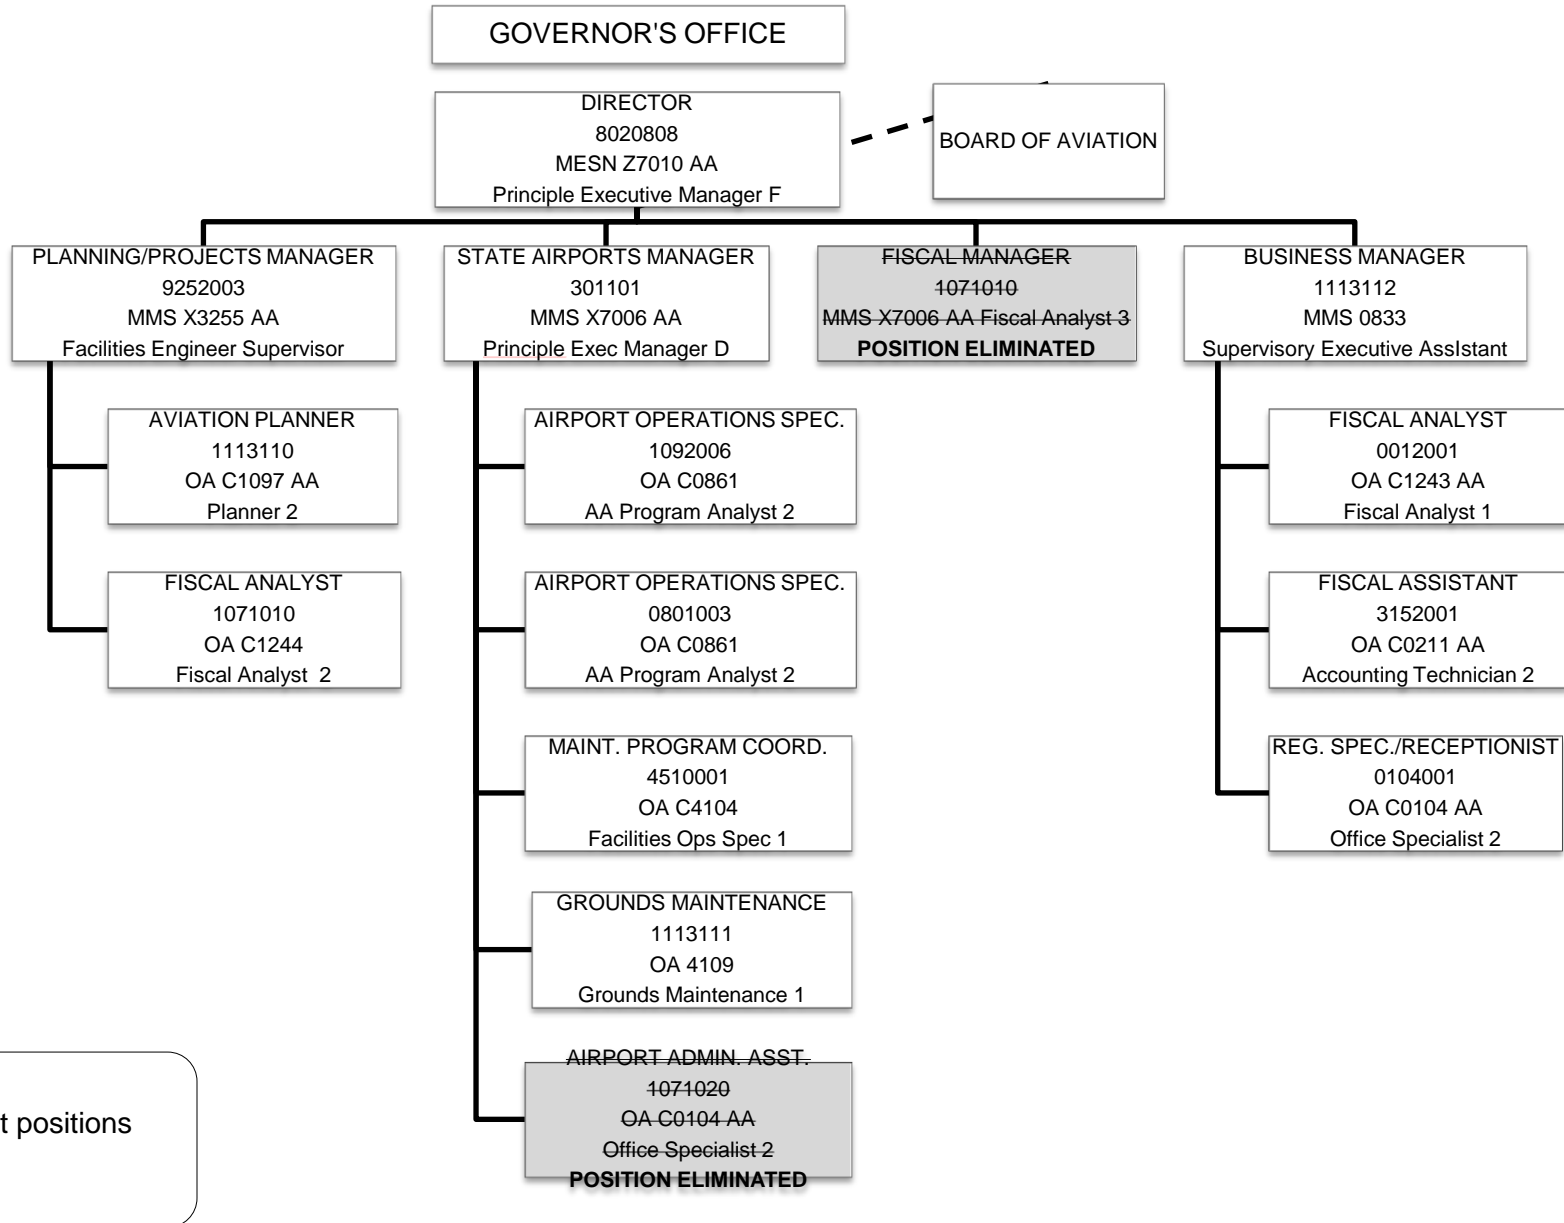 GOVERNOR'S OFFICE
DIRECTOR
8020808
MESN Z7010 AA
Principle Executive Manager F
BOARD OF AVIATION
PLANNING/PROJECTS MANAGER
9252003
MMS X3255 AA
Facilities Engineer Supervisor
STATE AIRPORTS MANAGER
301101
MMS X7006 AA
Principle Exec Manager D
FISCAL MANAGER
1071010
MMS X7006 AA Fiscal Analyst 3
POSITION ELIMINATED
BUSINESS MANAGER
1113112
MMS 0833
Supervisory Executive AssIstant
AVIATION PLANNER
1113110
OA C1097 AA
Planner 2
FISCAL ANALYST
1071010
OA C1244
Fiscal Analyst 2
AIRPORT OPERATIONS SPEC.
1092006
OA C0861
AA Program Analyst 2
AIRPORT OPERATIONS SPEC.
0801003
OA C0861
AA Program Analyst 2
MAINT. PROGRAM COORD.
4510001
OA C4104
Facilities Ops Spec 1
GROUNDS MAINTENANCE
1113111
OA 4109
Grounds Maintenance 1
AIRPORT ADMIN. ASST.
1071020
OA C0104 AA
Office Specialist 2
POSITION ELIMINATED
FISCAL ANALYST
0012001
OA C1243 AA
Fiscal Analyst 1
FISCAL ASSISTANT
3152001
OA C0211 AA
Accounting Technician 2
REG. SPEC./RECEPTIONIST
0104001
OA C0104 AA
Office Specialist 2
t positions